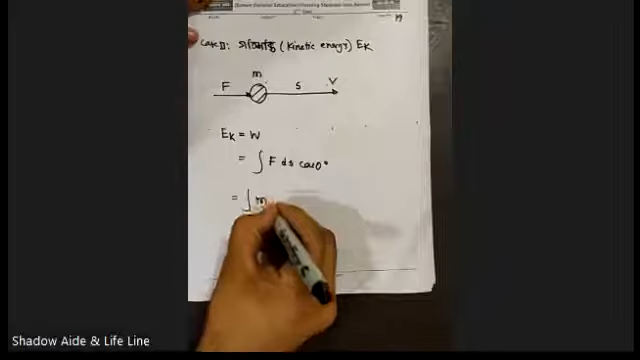 Case II: গতিশক্তি (Kinetic energy) Eₖ
m
F s V
Eₖ = W
= ∫ F ds cos0°
= ∫ m
Shadow Aide & Life Line